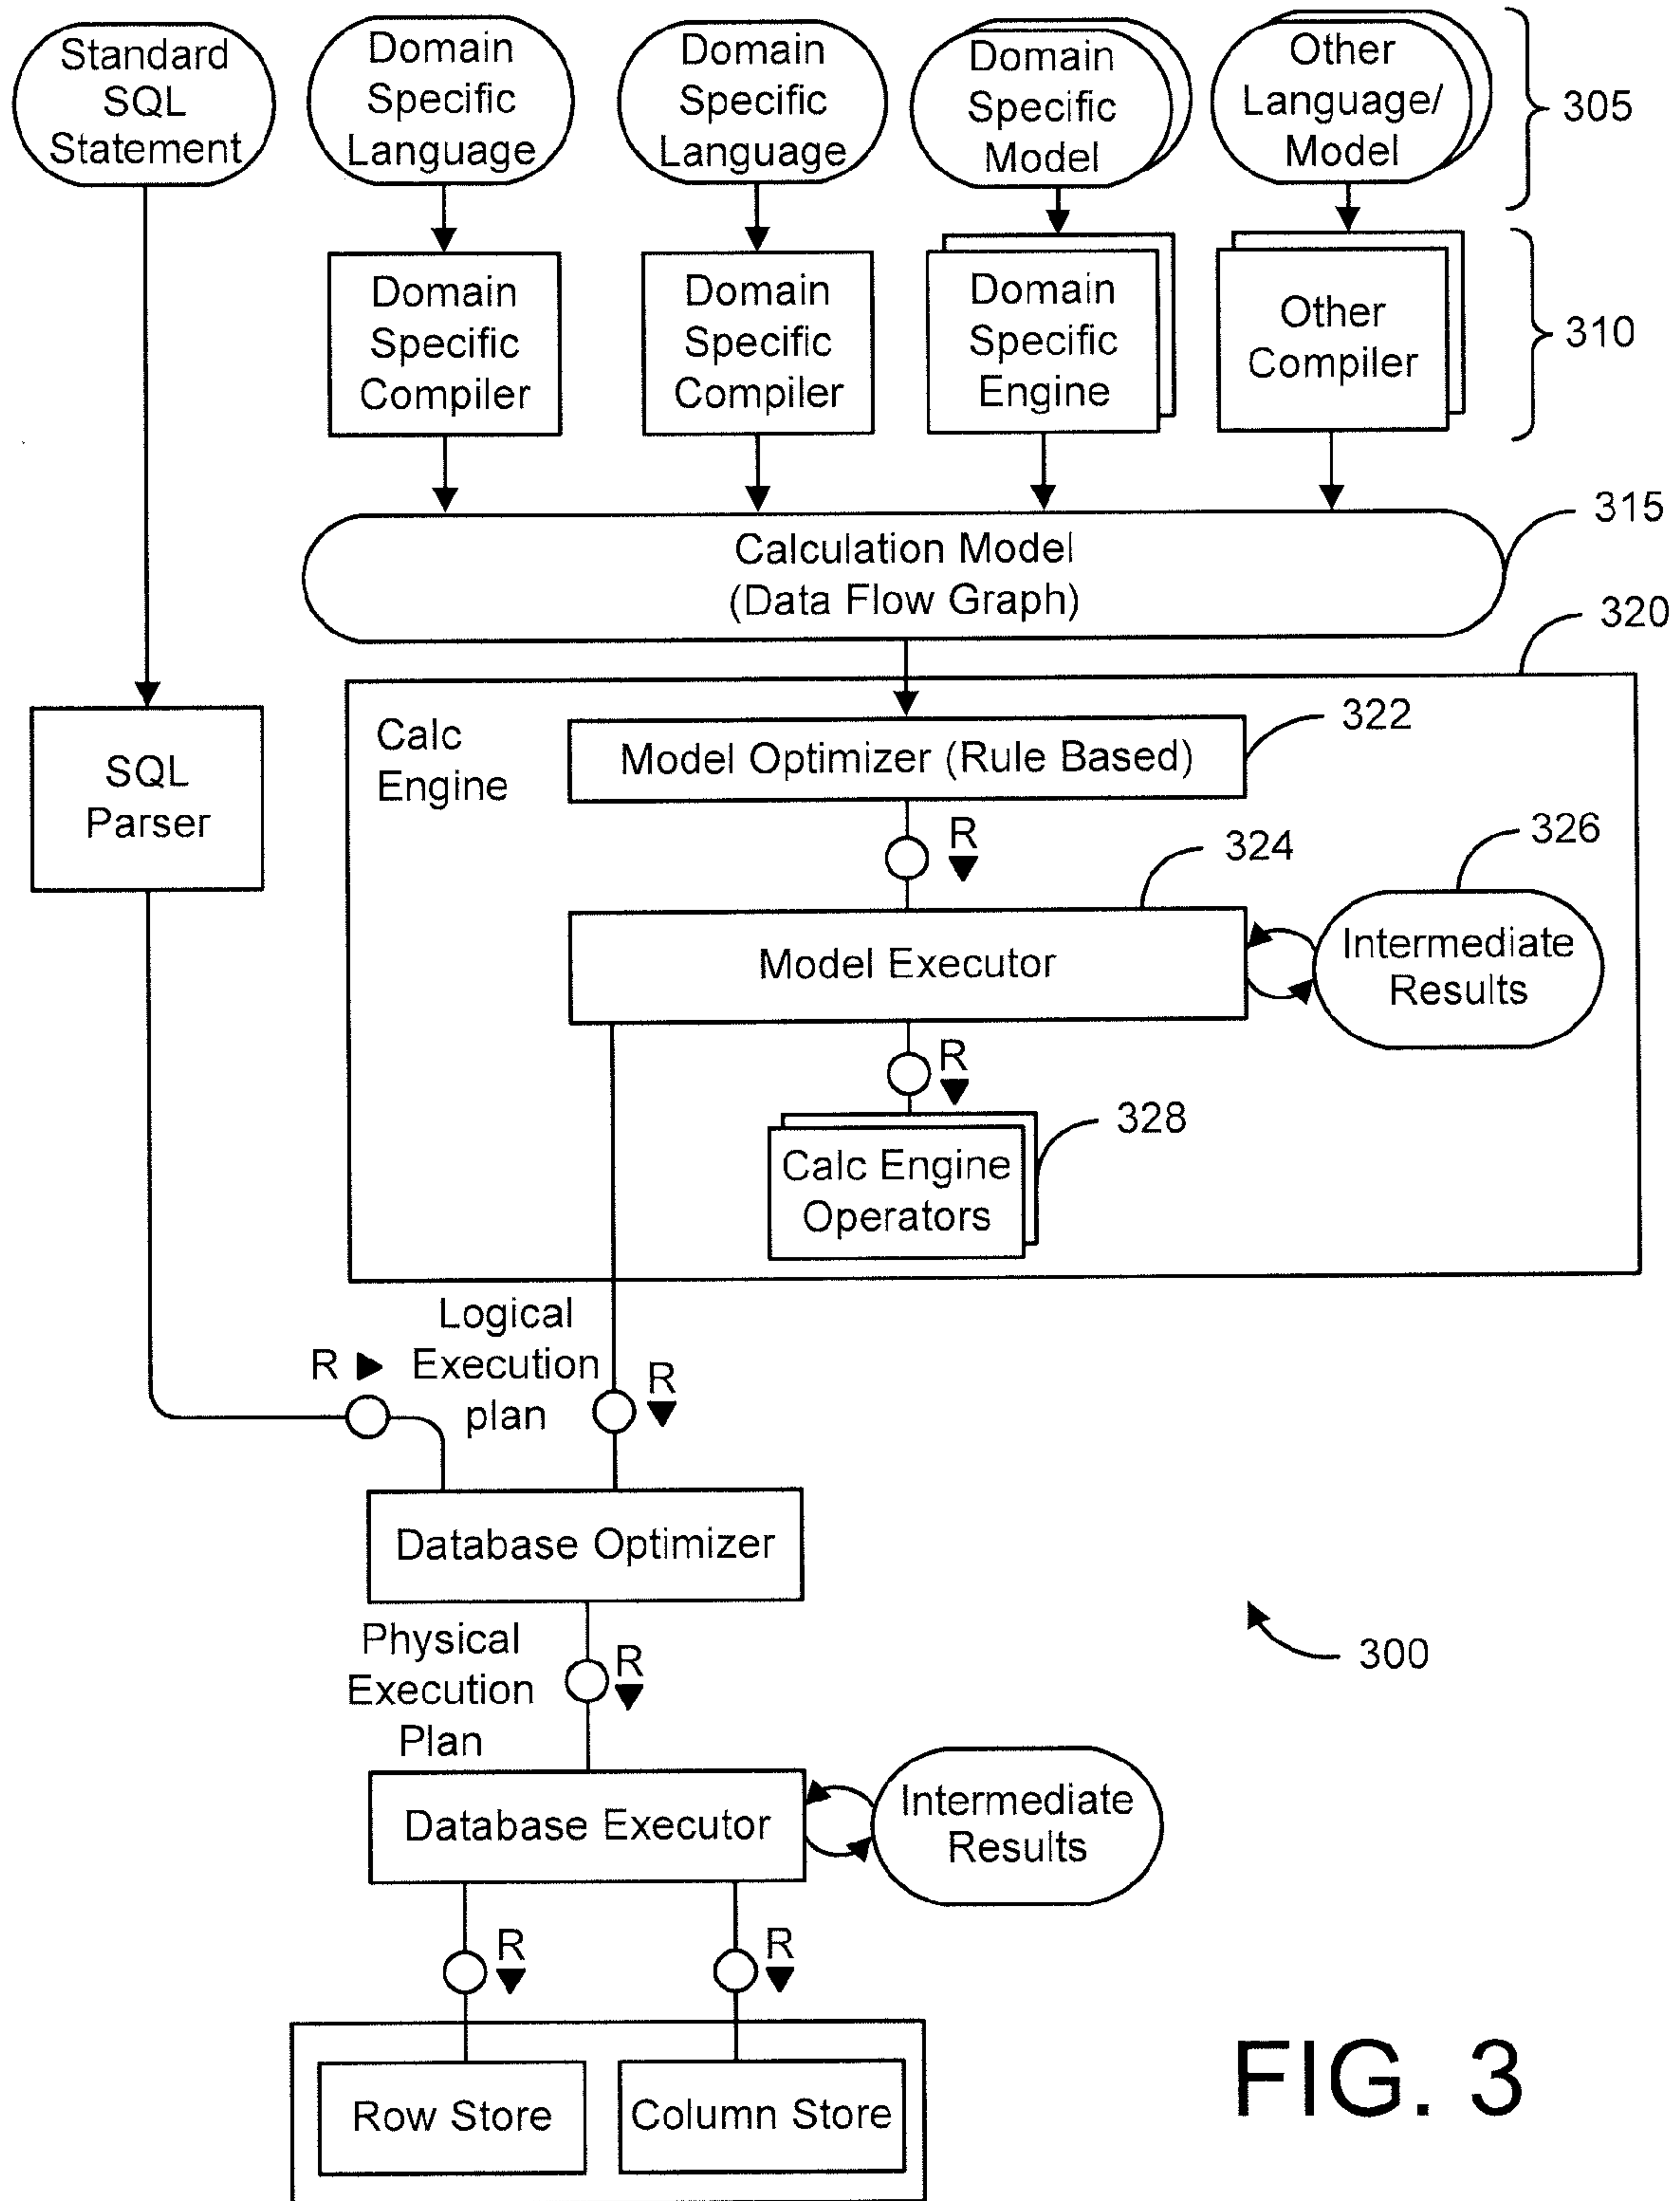 Standard
SQL
Statement
Domain
Specific
Language
Domain
Specific
Language
Domain
Specific
Model
Other
Language/
Model
305
Domain
Specific
Compiler
Domain
Specific
Compiler
Domain
Specific
Engine
Other
Compiler
310
315
Calculation Model
(Data Flow Graph)
320
Calc
Engine
322
Model Optimizer (Rule Based)
SQL
Parser
R
324
326
Model Executor
Intermediate
Results
R
328
Calc Engine
Operators
Logical
Execution
plan
R
R
Database Optimizer
Physical
Execution
Plan
R
300
Database Executor
Intermediate
Results
R
R
Row Store
Column Store
FIG. 3